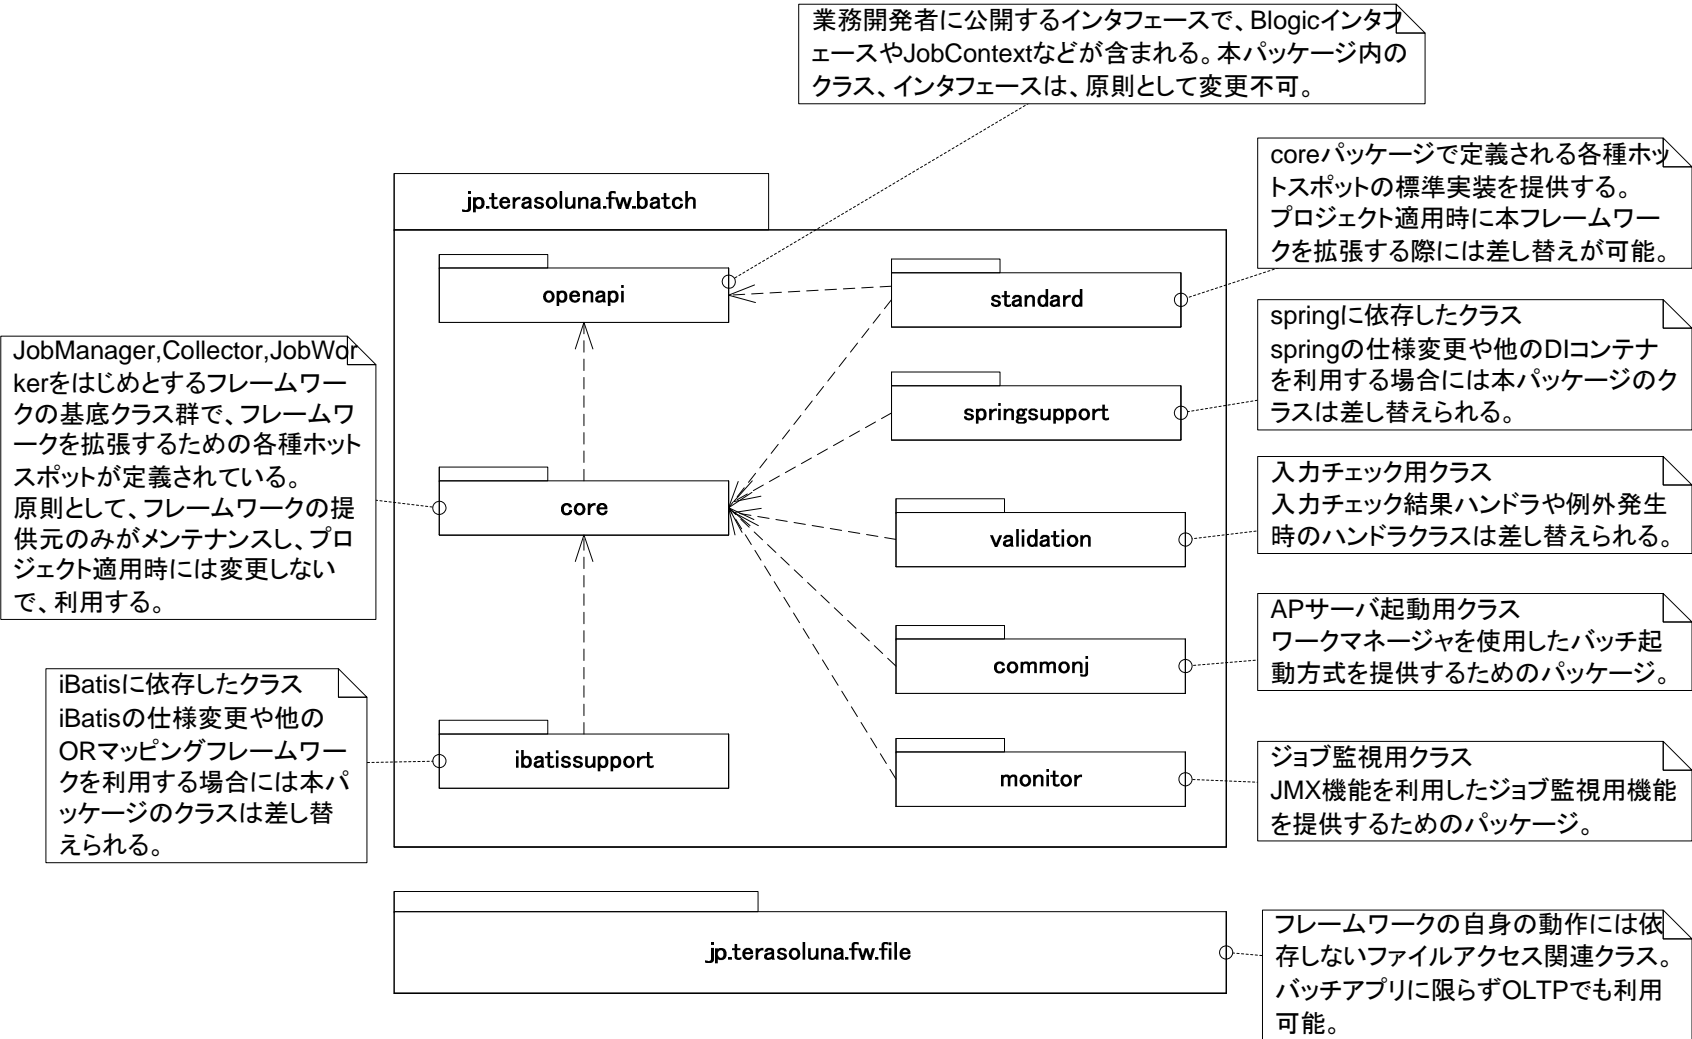 業務開発者に公開するインタフェースで、Blogicインタフ
ェースやJobContextなどが含まれる。本パッケージ内の
クラス、インタフェースは、原則として変更不可。
coreパッケージで定義される各種ホッ
トスポットの標準実装を提供する。
プロジェクト適用時に本フレームワー
クを拡張する際には差し替えが可能。
jp.terasoluna.fw.batch
openapi
standard
springに依存したクラス
springの仕様変更や他のDIコンテナ
を利用する場合には本パッケージのク
ラスは差し替えられる。
JobManager,Collector,JobWor
kerをはじめとするフレームワー
クの基底クラス群で、フレームワ
ークを拡張するための各種ホット
スポットが定義されている。
原則として、フレームワークの提
供元のみがメンテナンスし、プロ
ジェクト適用時には変更しない
で、利用する。
springsupport
core
入力チェック用クラス
入力チェック結果ハンドラや例外発生
時のハンドラクラスは差し替えられる。
validation
APサーバ起動用クラス
ワークマネージャを使用したバッチ起
動方式を提供するためのパッケージ。
commonj
iBatisに依存したクラス
iBatisの仕様変更や他の
ORマッピングフレームワー
クを利用する場合には本パ
ッケージのクラスは差し替
えられる。
ibatissupport
monitor
ジョブ監視用クラス
JMX機能を利用したジョブ監視用機能
を提供するためのパッケージ。
jp.terasoluna.fw.file
フレームワークの自身の動作には依
存しないファイルアクセス関連クラス。
バッチアプリに限らずOLTPでも利用
可能。